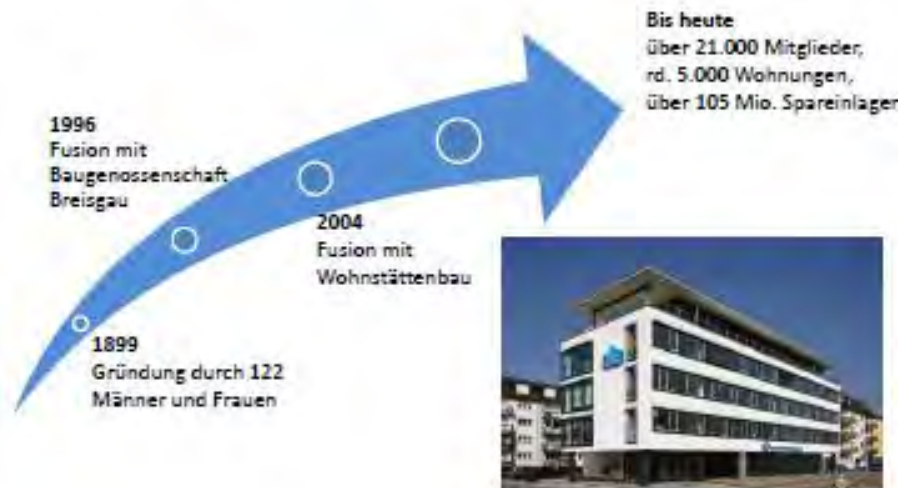 1899
Gründung durch 122
Männer und Frauen
1996
Fusion mit
Baugenossenschaft
Breisgau
2004
Fusion mit
Wohnstättenbau
Bis heute
über 21.000 Mitglieder,
rd. 5.000 Wohnungen,
über 105 Mio. Spareinlagen